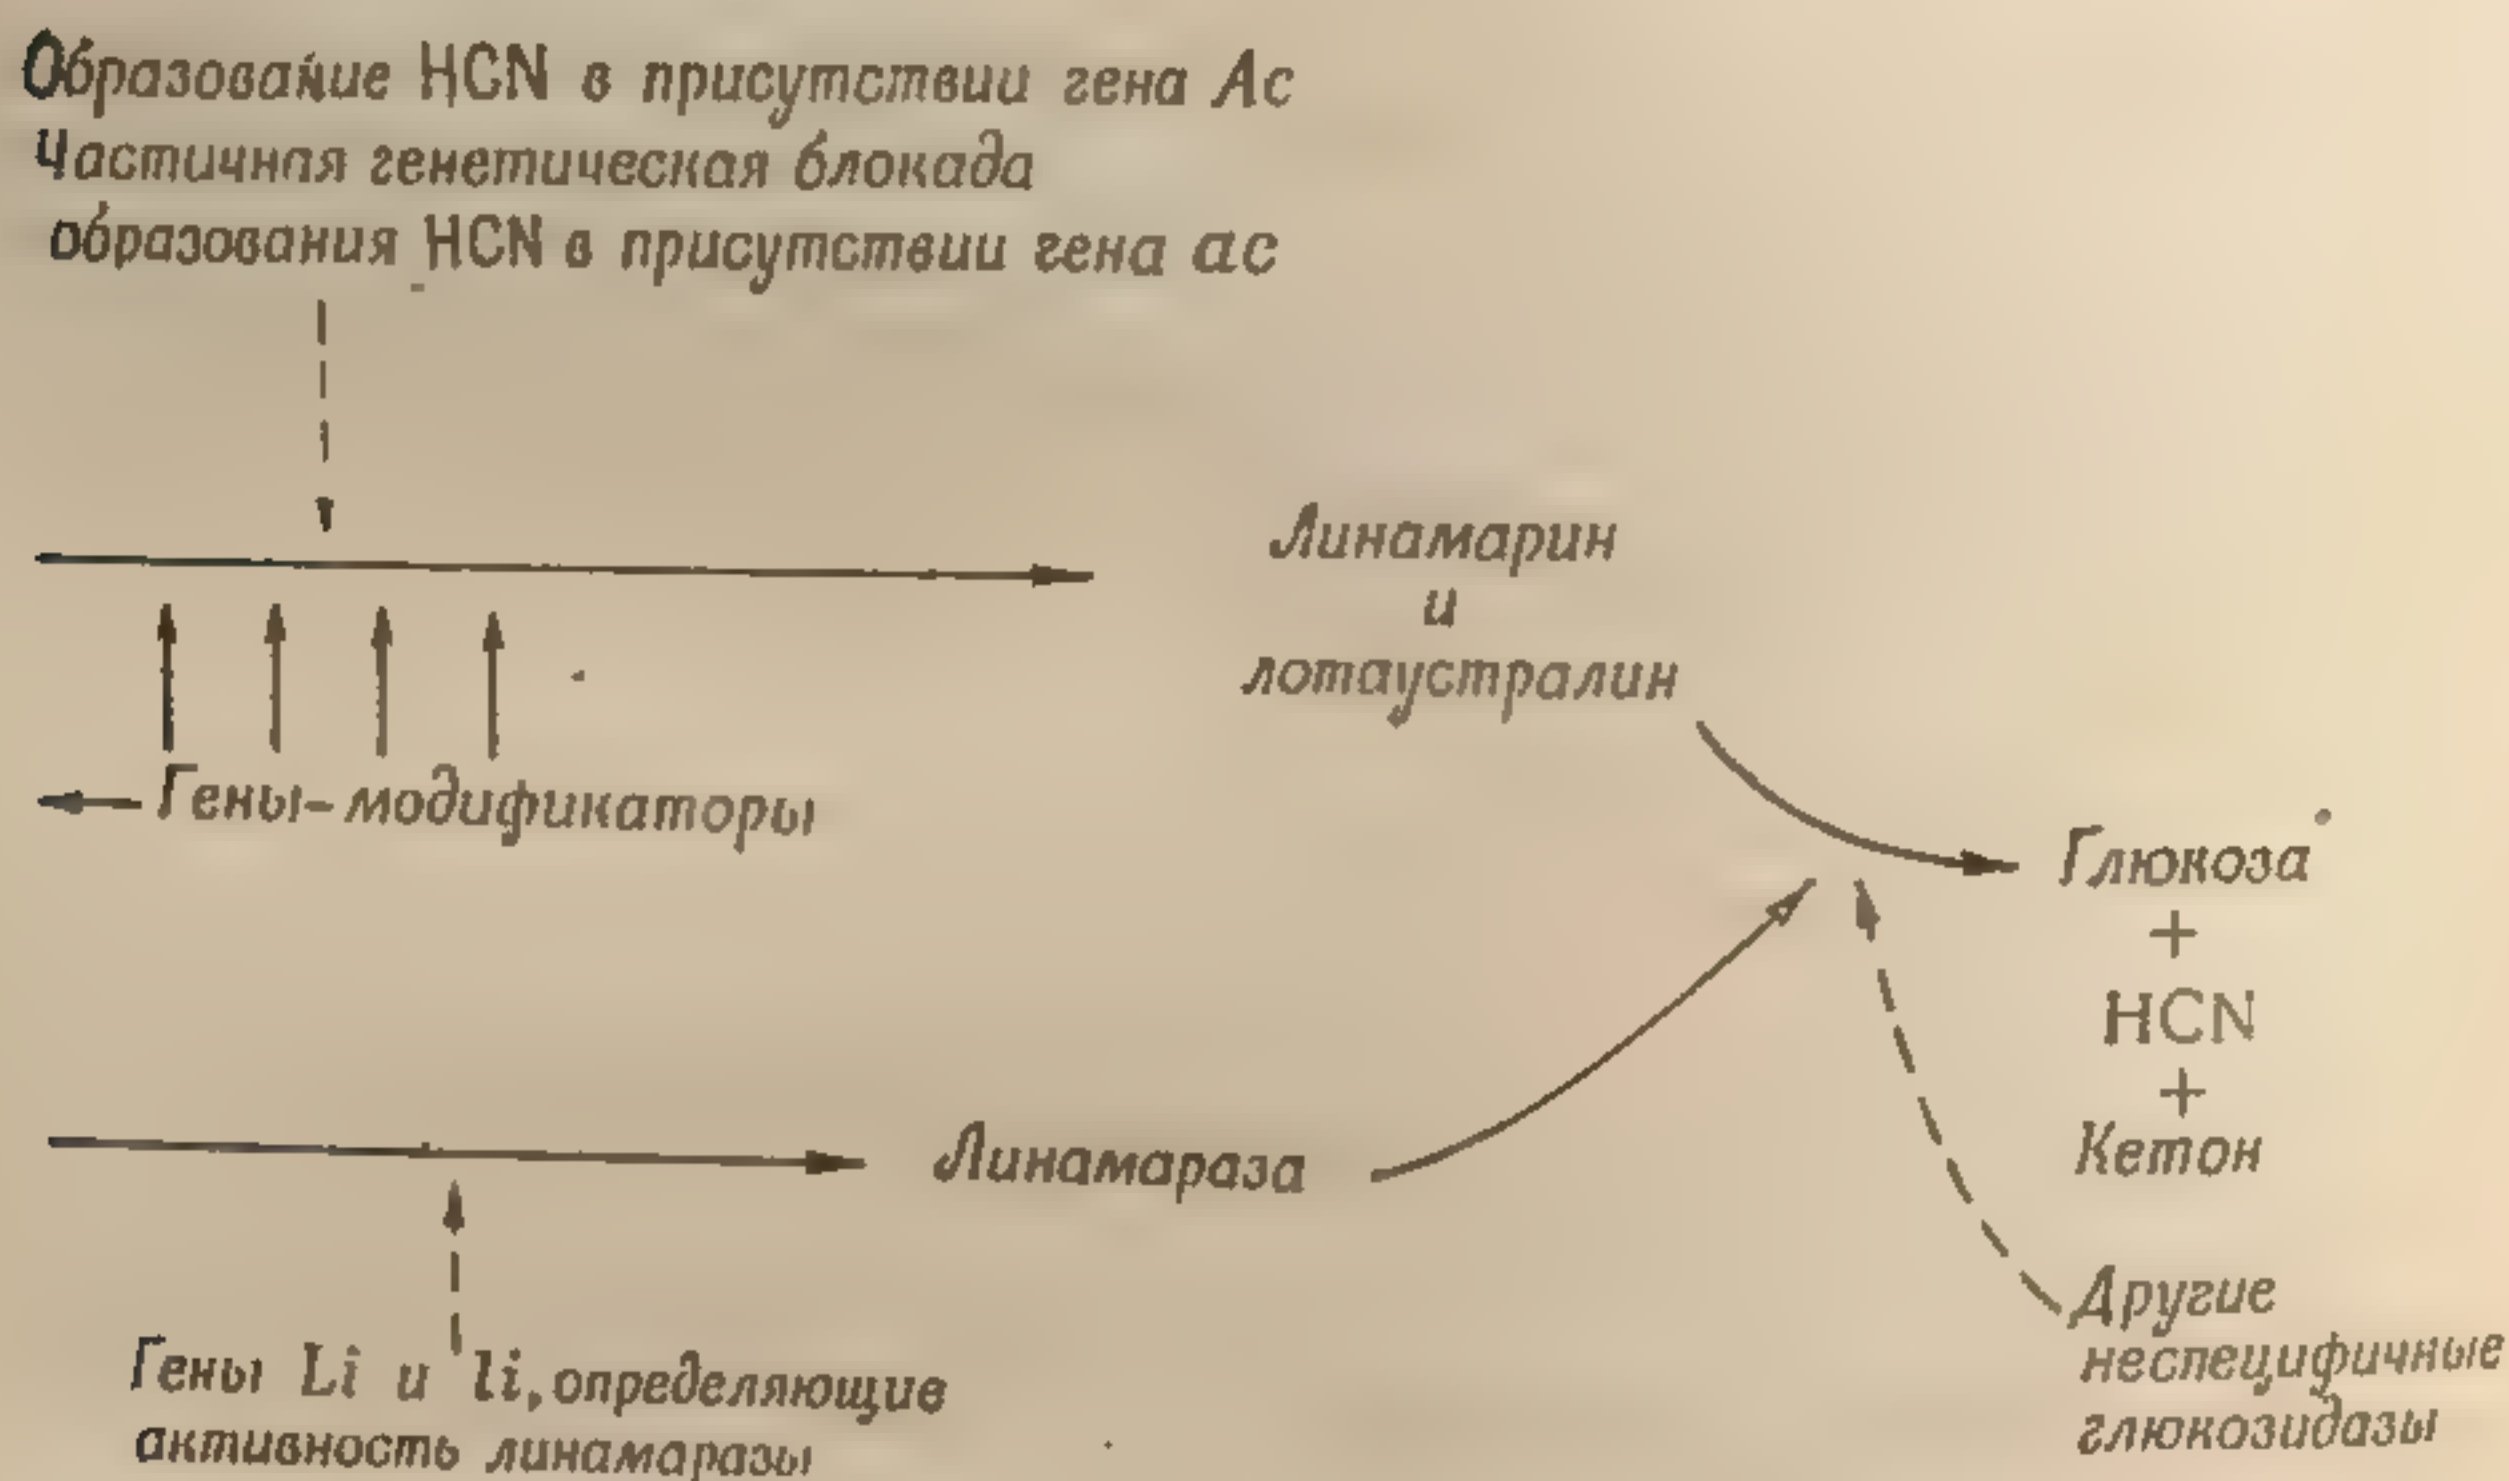 Образование HCN в присутствии гена Ac
Частичная генетическая блокада
образования HCN в присутствии гена ac
Линамарин
и
лотаустралин
Гены-модификаторы
Глюкоза
+
HCN
+
Кетон
Линамараза
Другие
неспецифичные
глюкозидазы
Гены Li и li, определяющие
активность линамаразы